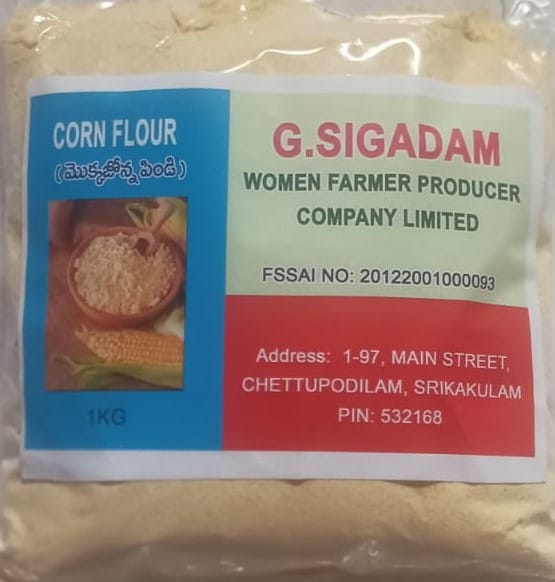 CORN FLOUR
(మొక్కజొన్న పిండి)
1KG
G.SIGADAM
WOMEN FARMER PRODUCER
COMPANY LIMITED
FSSAI NO: 20122001000093
Address: 1-97, MAIN STREET,
CHETTUPODILAM, SRIKAKULAM
PIN: 532168